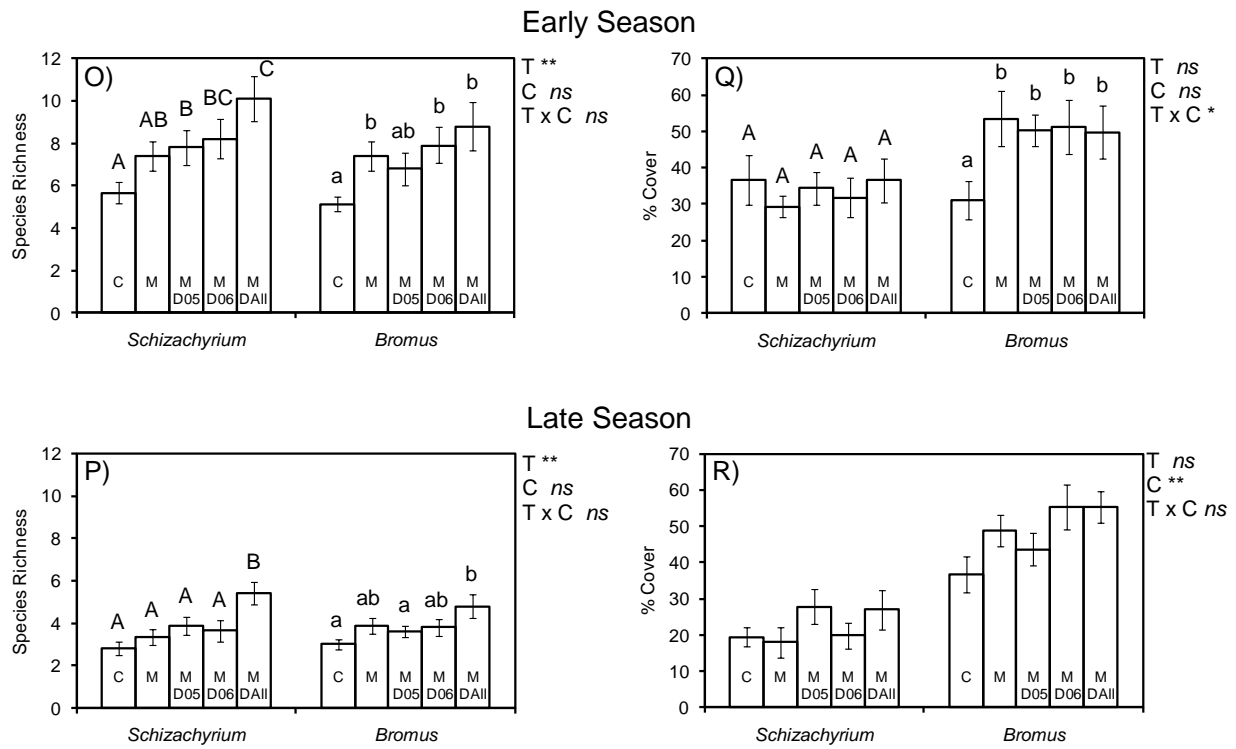 Early Season
O)
T **
C ns
T x C ns
Species Richness
12
10
8
6
4
2
0
A
AB
B
BC
C
a
b
ab
b
b
C
M
M
D05
M
D06
M
DAll
C
M
M
D05
M
D06
M
DAll
Schizachyrium
Bromus
Q)
T ns
C ns
T x C *
% Cover
70
60
50
40
30
20
10
0
A
A
A
A
A
a
b
b
b
b
C
M
M
D05
M
D06
M
DAll
C
M
M
D05
M
D06
M
DAll
Schizachyrium
Bromus
Late Season
P)
T **
C ns
T x C ns
Species Richness
12
10
8
6
4
2
0
A
A
A
A
B
a
ab
a
ab
b
C
M
M
D05
M
D06
M
DAll
C
M
M
D05
M
D06
M
DAll
Schizachyrium
Bromus
R)
T ns
C **
T x C ns
% Cover
70
60
50
40
30
20
10
0
C
M
M
D05
M
D06
M
DAll
C
M
M
D05
M
D06
M
DAll
Schizachyrium
Bromus